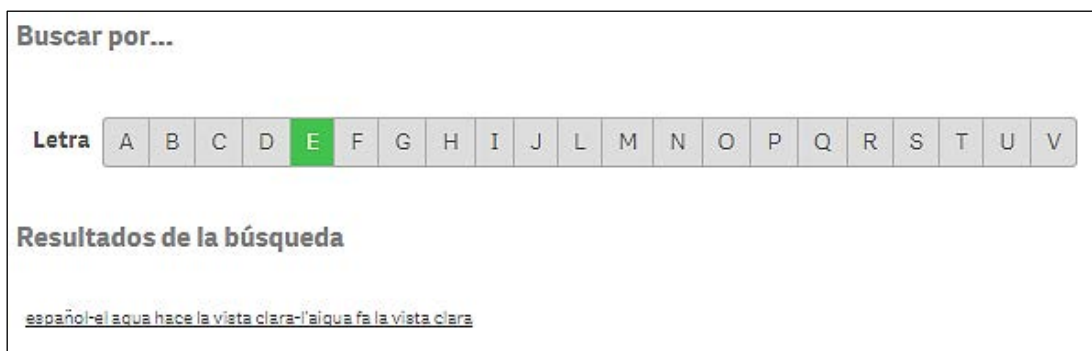 Buscar por...
Letra A B C D E F G H I J L M N O P Q R S T U V
Resultados de la búsqueda
español-el agua hace la vista clara-l'aigua fa la vista clara